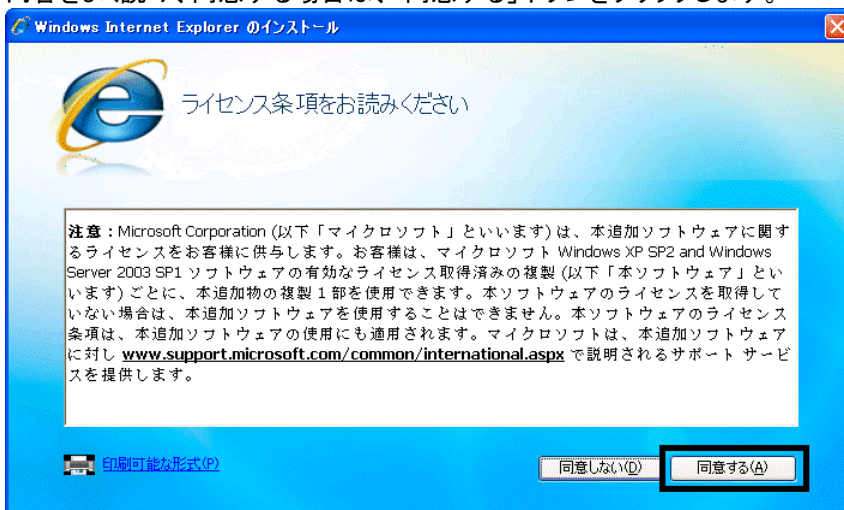 Windows Internet Explorer のインストール
ライセンス条項をお読みください
注意：Microsoft Corporation (以下「マイクロソフト」といいます) は、本追加ソフトウェアに関す
るライセンスをお客様に供与します。お客様は、マイクロソフト Windows XP SP2 and Windows
Server 2003 SP1 ソフトウェアの有効なライセンス取得済みの複製 (以下「本ソフトウェア」とい
います) ごとに、本追加物の複製 1 部を使用できます。本ソフトウェアのライセンスを取得して
いない場合は、本追加ソフトウェアを使用することはできません。本ソフトウェアのライセンス
条項は、本追加ソフトウェアの使用にも適用されます。マイクロソフトは、本追加ソフトウェア
に対し www.support.microsoft.com/common/international.aspx で説明されるサポート サービ
スを提供します。
印刷可能な形式(P)
同意しない(D)
同意する(A)